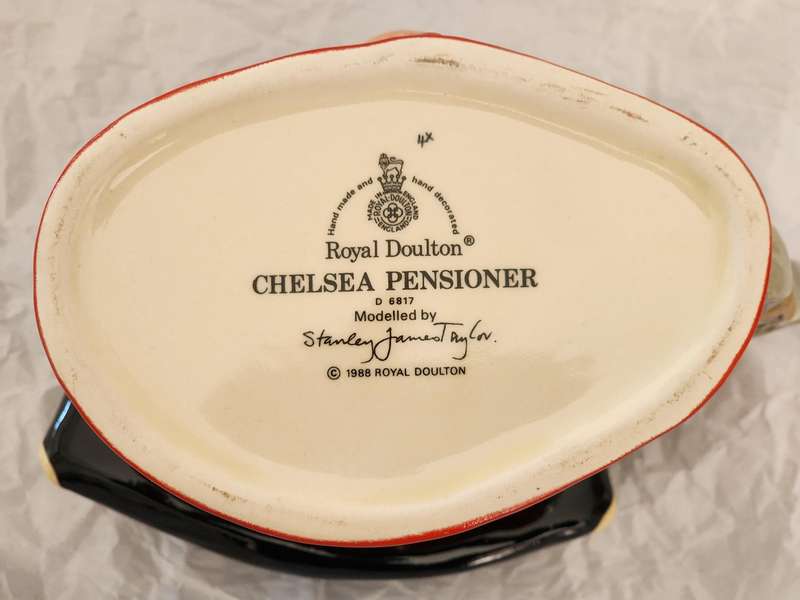 4x
Hand made and hand decorated
MADE IN ENGLAND
ROYAL DOULTON
ENGLAND
Royal Doulton®
CHELSEA PENSIONER
D 6817
Modelled by
Stanley James Taylor.
© 1988 ROYAL DOULTON